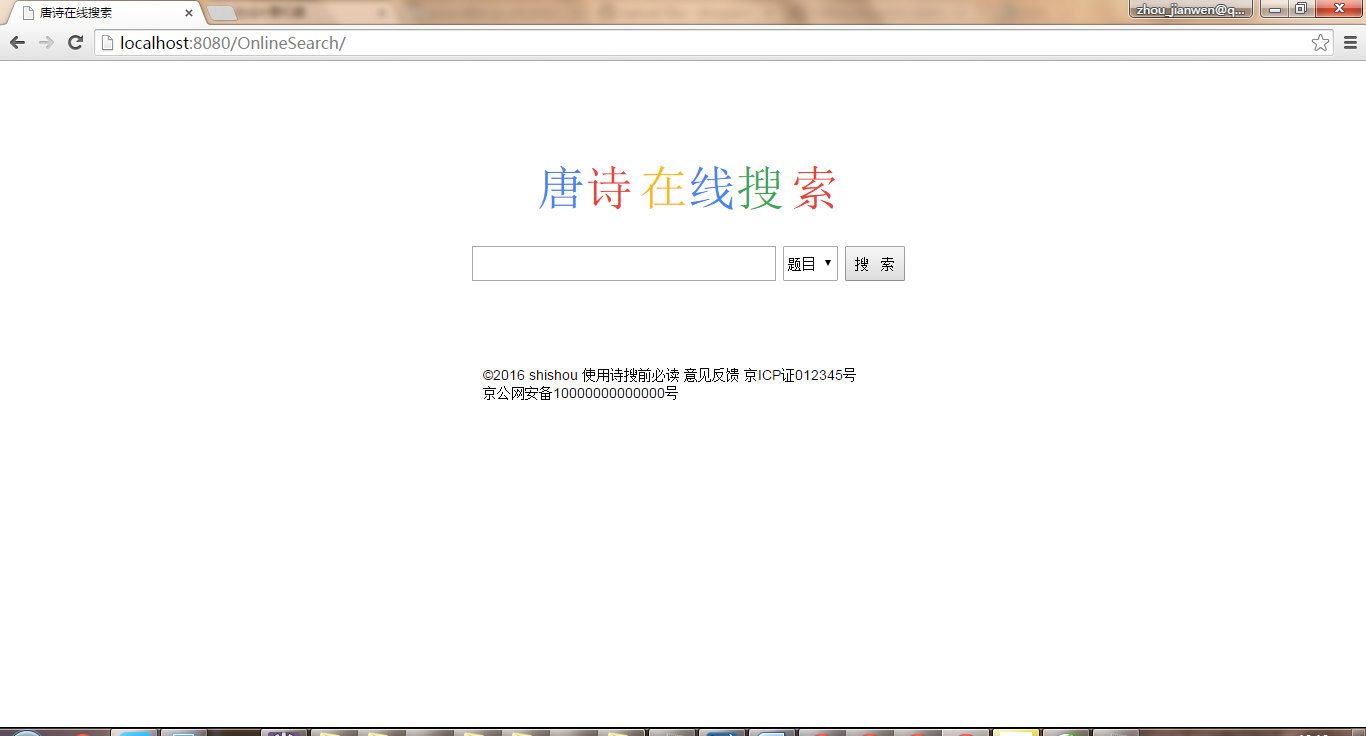 唐诗在线搜索
zhou_jianwen@q...
localhost:8080/OnlineSearch/
唐诗在线搜索
题目
搜 索
©2016 shishou 使用诗搜前必读 意见反馈 京ICP证012345号
京公网安备10000000000000号